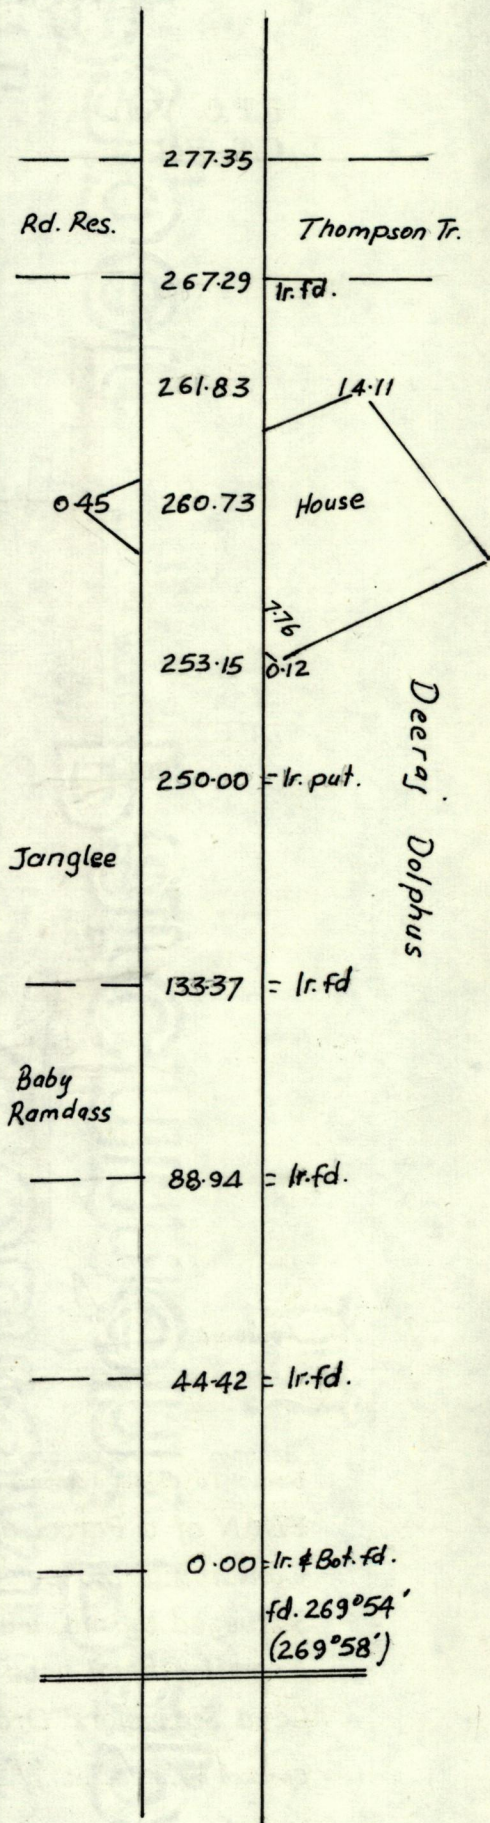 277.35
Rd. Res. Thompson Tr.
267.29 Ir. fd.
261.83 14.11
0.45 260.73 House
7.76
253.15 0.12
250.00 = Ir. put.
Deeraj Dolphus
Janglee
133.37 = Ir. fd
Baby
Ramdass
88.94 = Ir. fd.
44.42 = Ir. fd.
0.00 = Ir. & Bot. fd.
fd. 269°54'
(269°58')